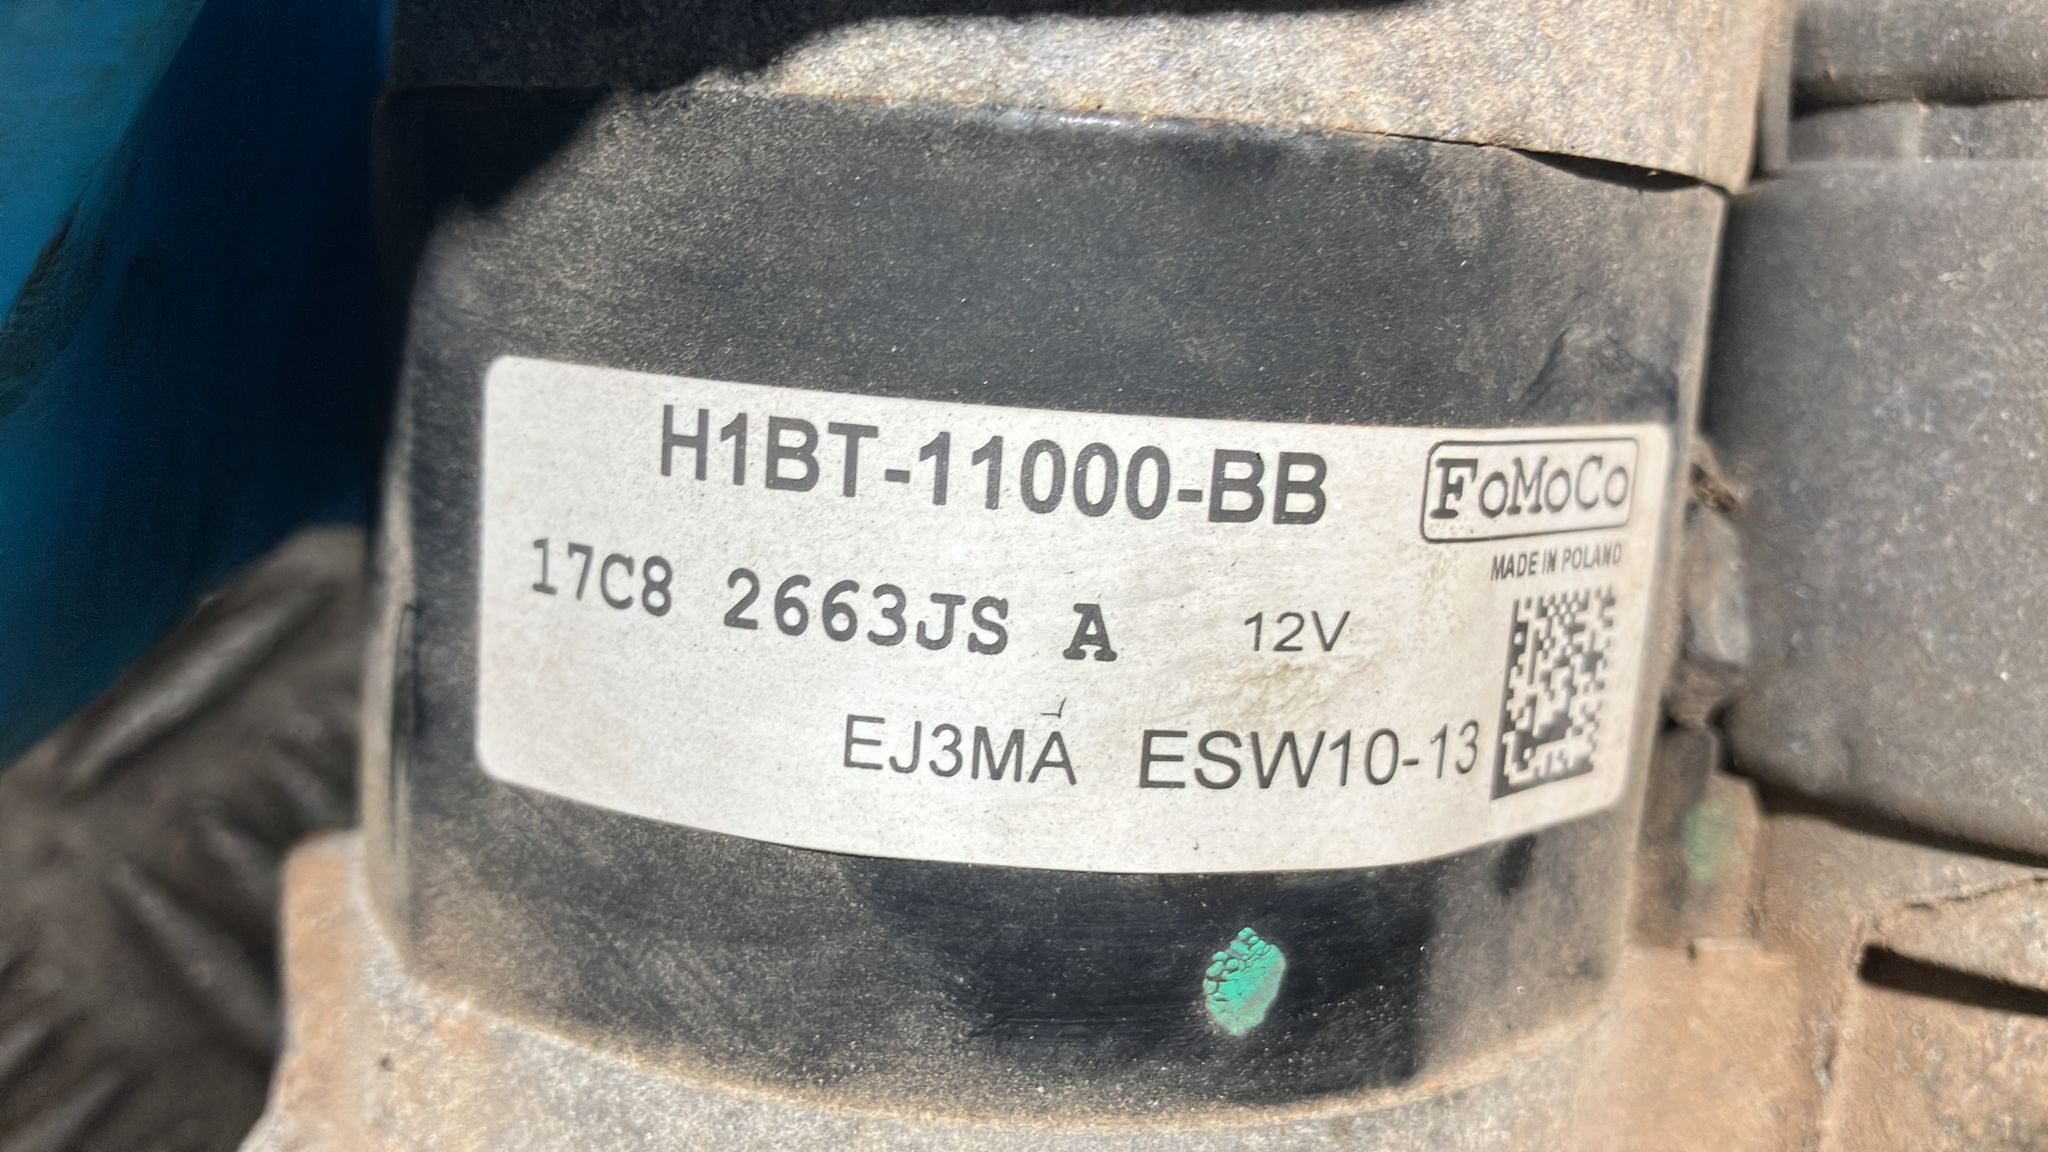 H1BT-11000-BB
FoMoCo
MADE IN POLAND
17C8 2663JS A 12V
EJ3MA ESW10-13